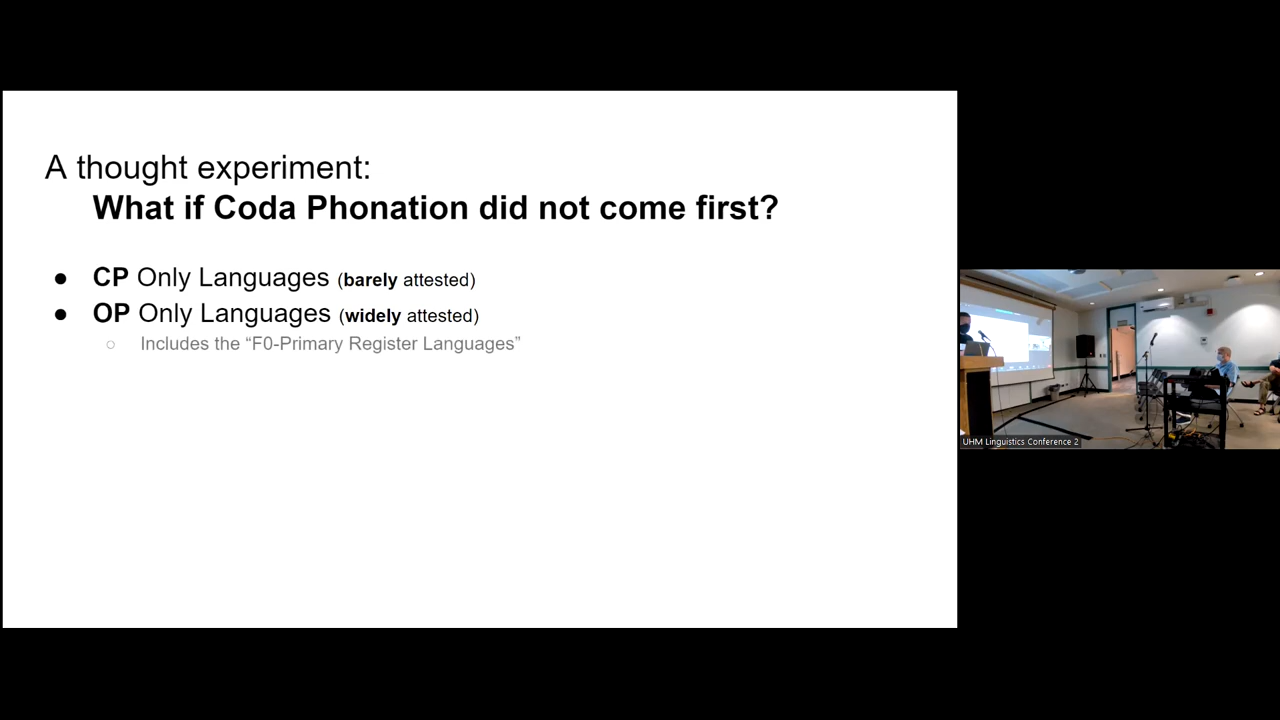 A thought experiment:
What if Coda Phonation did not come first?
● CP Only Languages (barely attested)
● OP Only Languages (widely attested)
○ Includes the “F0-Primary Register Languages”
UHM Linguistics Conference 2